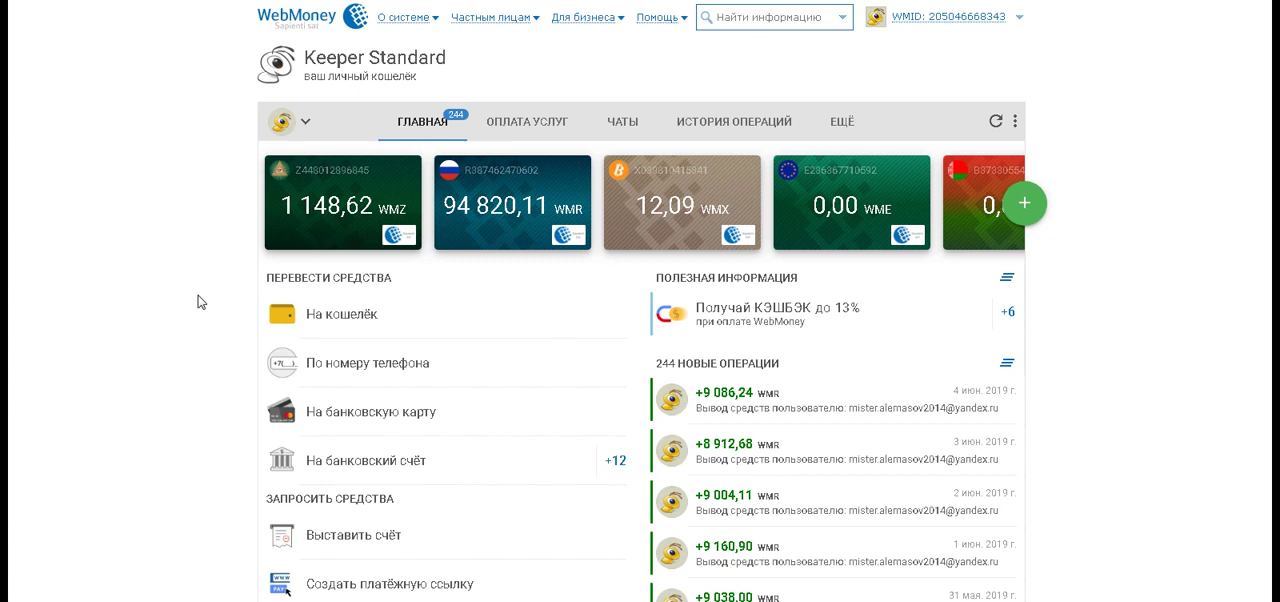 WebMoney
Sapienti sat
О системе
Частным лицам
Для бизнеса
Помощь
Найти информацию
WMID: 205046668343
Keeper Standard
ваш личный кошелёк
ГЛАВНАЯ
244
ОПЛАТА УСЛУГ
ЧАТЫ
ИСТОРИЯ ОПЕРАЦИЙ
ЕЩЁ
Z448012896845
1 148,62 WMZ
R387462470602
94 820,11 WMR
X039810415841
12,09 WMX
E286367710592
0,00 WME
0,
+
ПЕРЕВЕСТИ СРЕДСТВА
На кошелёк
По номеру телефона
На банковскую карту
На банковский счёт
+12
ЗАПРОСИТЬ СРЕДСТВА
Выставить счёт
Создать платёжную ссылку
ПОЛЕЗНАЯ ИНФОРМАЦИЯ
Получай КЭШБЭК до 13%
при оплате WebMoney
+6
244 НОВЫЕ ОПЕРАЦИИ
+9 086,24 WMR
4 июн. 2019 г.
Вывод средств пользователю: mister.alemasov2014@yandex.ru
+8 912,68 WMR
3 июн. 2019 г.
Вывод средств пользователю: mister.alemasov2014@yandex.ru
+9 004,11 WMR
2 июн. 2019 г.
Вывод средств пользователю: mister.alemasov2014@yandex.ru
+9 160,90 WMR
1 июн. 2019 г.
Вывод средств пользователю: mister.alemasov2014@yandex.ru
+9 038,00 WMR
31 мая. 2019 г.